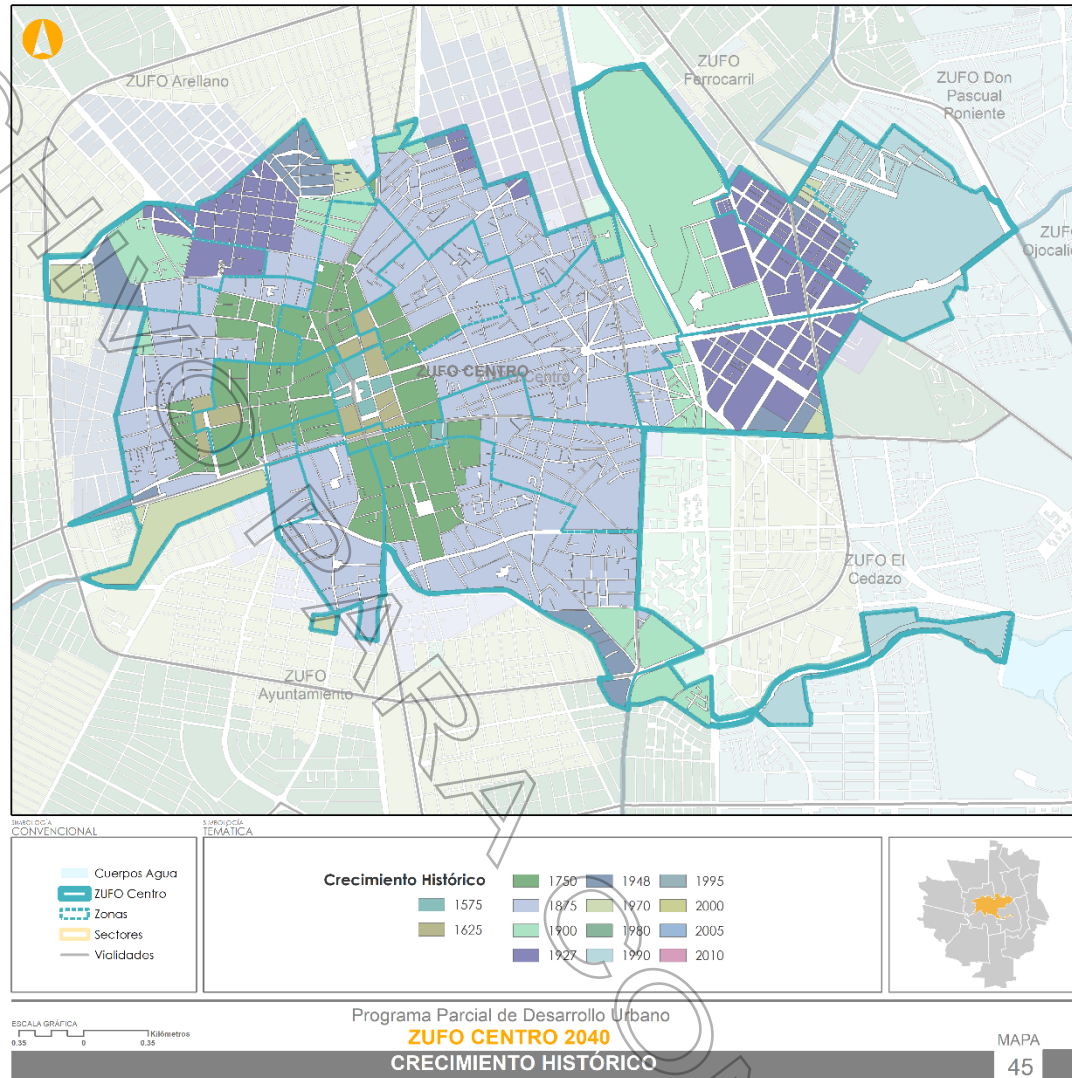 ZUFO Arellano
ZUFO
Ferrocarril
ZUFO Don
Pascual
Poniente
ZUFO
Ojocali
ZUFO CENTRO
Centro
ZUFO El
Cedazo
ZUFO
Ayuntamiento
SIMBOLOGÍA
CONVENCIONAL
Cuerpos Agua
ZUFO Centro
Zonas
Sectores
Vialidades
SIMBOLOGÍA
TEMÁTICA
Crecimiento Histórico
1575
1625
1750
1875
1900
1927
1948
1970
1980
1990
1995
2000
2005
2010
ESCALA GRÁFICA
Kilómetros
0.35 0 0.35
Programa Parcial de Desarrollo Urbano
ZUFO CENTRO 2040
CRECIMIENTO HISTÓRICO
MAPA
45